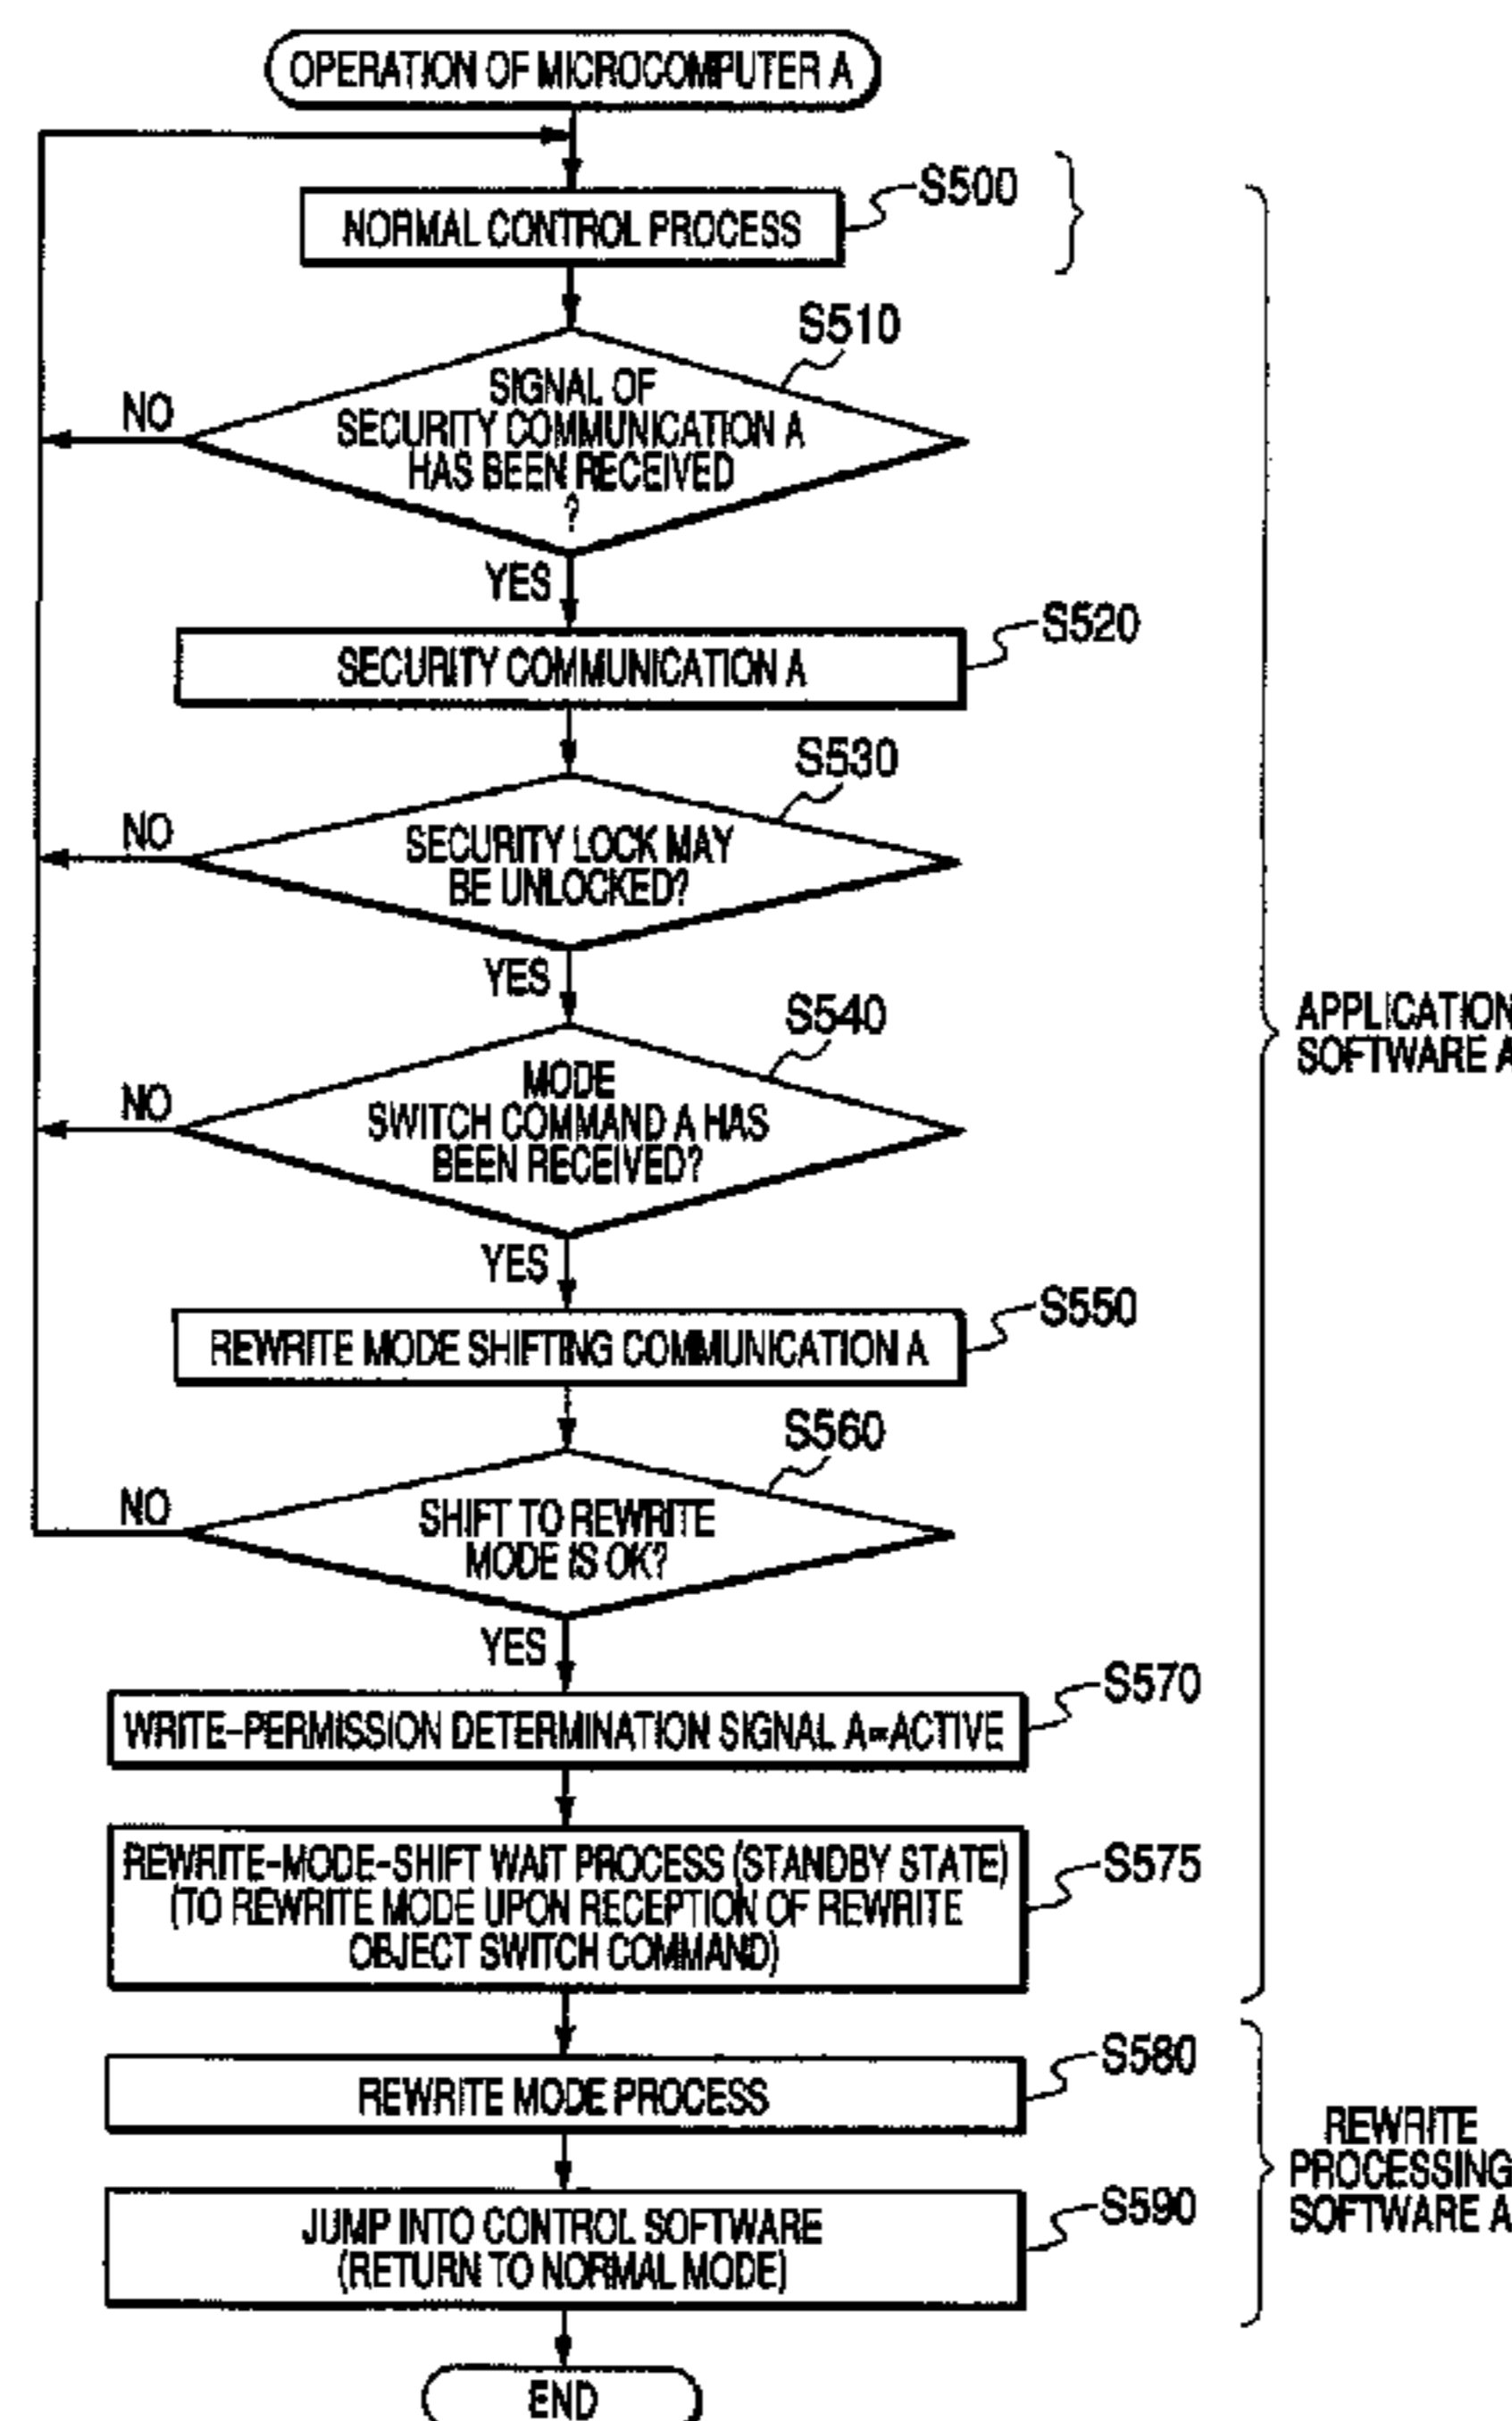 OPERATION OF MICROCOMPUTER A
NORMAL CONTROL PROCESS
S500
S510
SIGNAL OF
SECURITY COMMUNICATION A
HAS BEEN RECEIVED
?
NO
YES
SECURITY COMMUNICATION A
S520
S530
SECURITY LOCK MAY
BE UNLOCKED?
NO
YES
S540
MODE
SWITCH COMMAND A HAS
BEEN RECEIVED?
NO
YES
REWRITE MODE SHIFTING COMMUNICATION A
S550
S560
SHIFT TO REWRITE
MODE IS OK?
NO
YES
WRITE-PERMISSION DETERMINATION SIGNAL A=ACTIVE
S570
REWRITE-MODE-SHIFT WAIT PROCESS (STANDBY STATE)
(TO REWRITE MODE UPON RECEPTION OF REWRITE
OBJECT SWITCH COMMAND)
S575
APPLICATION
SOFTWARE A
REWRITE MODE PROCESS
S580
JUMP INTO CONTROL SOFTWARE
(RETURN TO NORMAL MODE)
S590
REWRITE
PROCESSING
SOFTWARE A
END